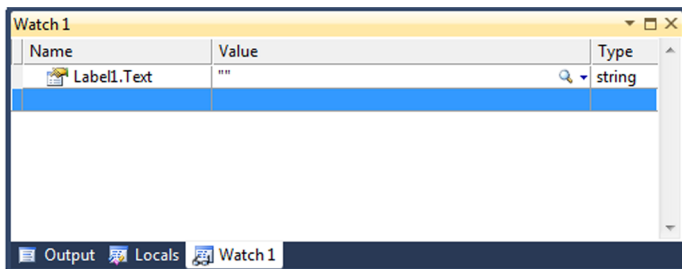 Watch 1
Name Value Type
Label1.Text "" string
Output Locals Watch 1